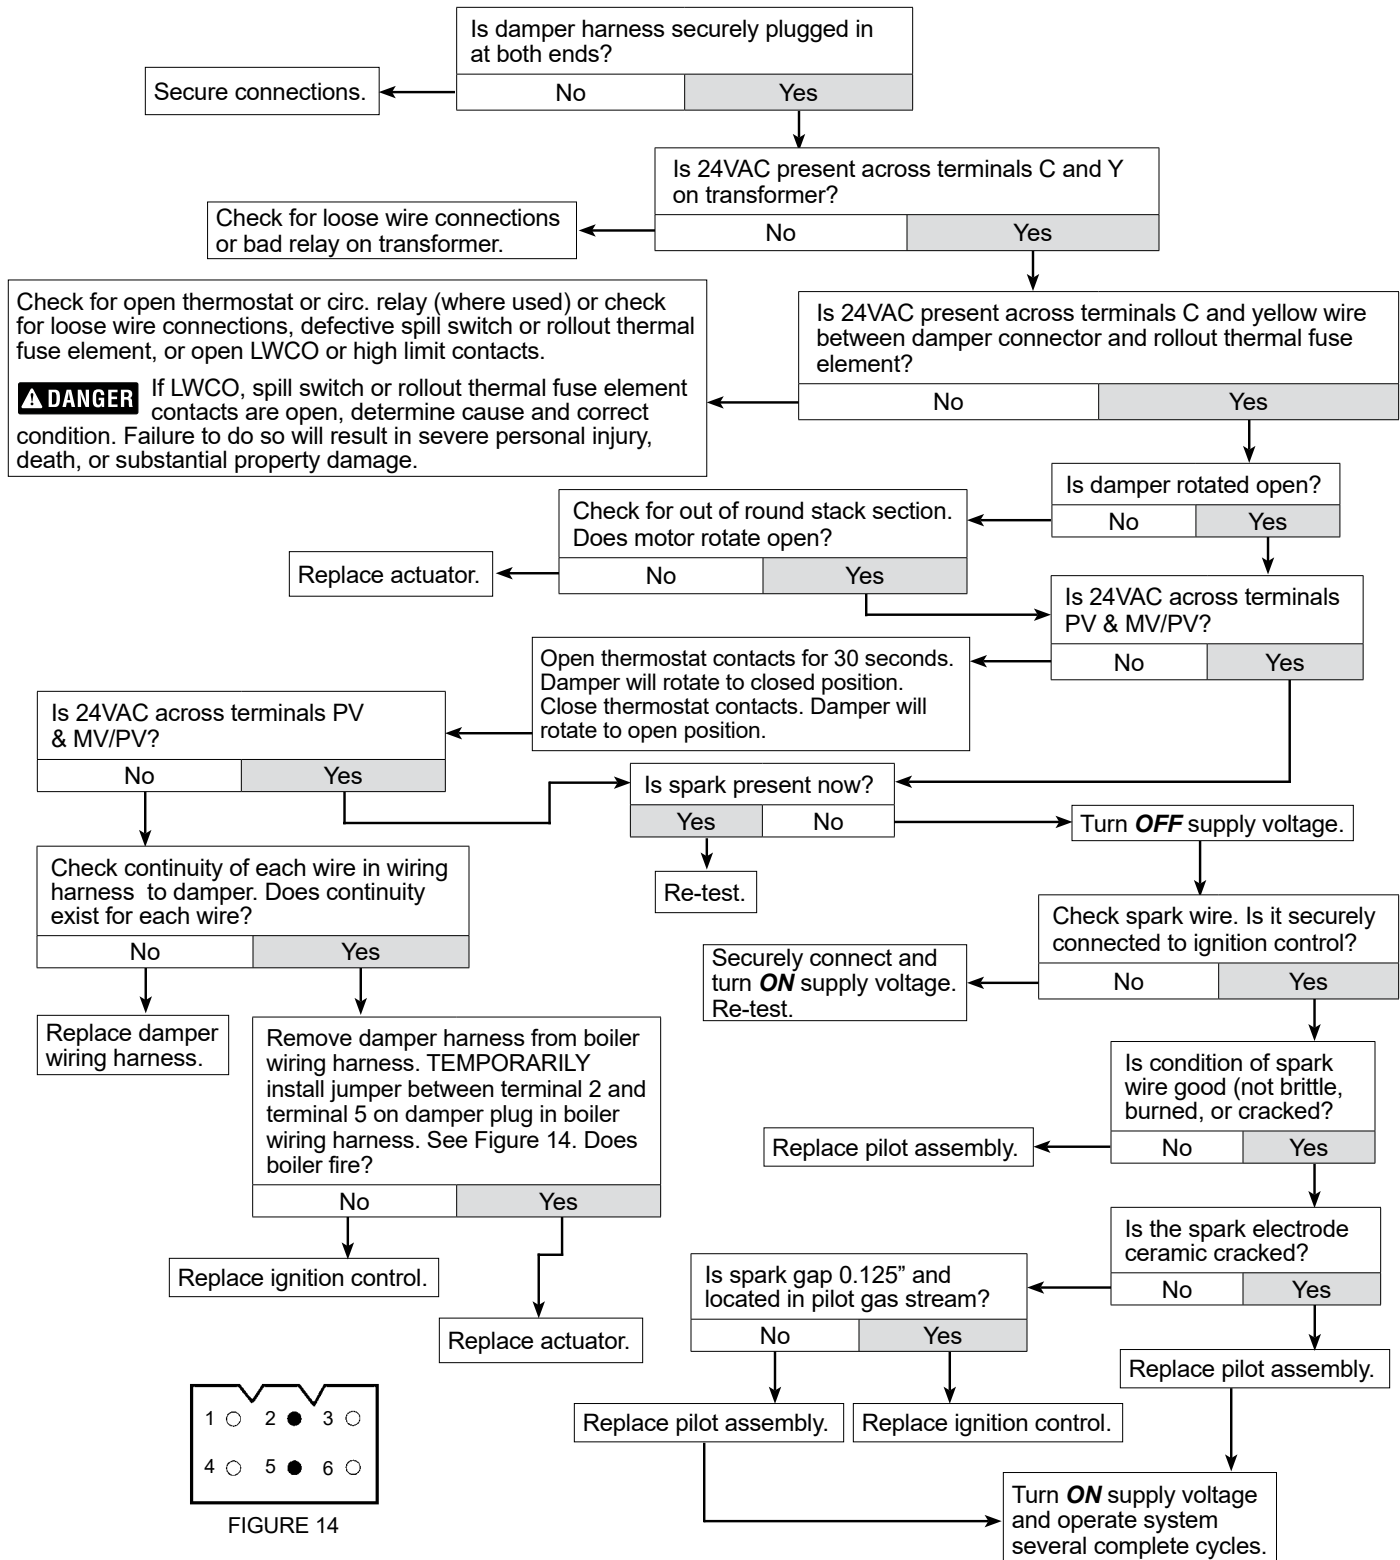 Is damper harness securely plugged in
at both ends?
No
Yes
Secure connections.
Is 24VAC present across terminals C and Y
on transformer?
No
Yes
Check for loose wire connections
or bad relay on transformer.
Check for open thermostat or circ. relay (where used) or check
for loose wire connections, defective spill switch or rollout thermal
fuse element, or open LWCO or high limit contacts.
DANGER If LWCO, spill switch or rollout thermal fuse element
contacts are open, determine cause and correct
condition. Failure to do so will result in severe personal injury,
death, or substantial property damage.
Is 24VAC present across terminals C and yellow wire
between damper connector and rollout thermal fuse
element?
No
Yes
Is damper rotated open?
No
Yes
Check for out of round stack section.
Does motor rotate open?
No
Yes
Replace actuator.
Is 24VAC across terminals
PV & MV/PV?
No
Yes
Open thermostat contacts for 30 seconds.
Damper will rotate to closed position.
Close thermostat contacts. Damper will
rotate to open position.
Is 24VAC across terminals PV
& MV/PV?
No
Yes
Is spark present now?
Yes
No
Turn OFF supply voltage.
Re-test.
Check continuity of each wire in wiring
harness to damper. Does continuity
exist for each wire?
No
Yes
Check spark wire. Is it securely
connected to ignition control?
No
Yes
Securely connect and
turn ON supply voltage.
Re-test.
Replace damper
wiring harness.
Remove damper harness from boiler
wiring harness. TEMPORARILY
install jumper between terminal 2 and
terminal 5 on damper plug in boiler
wiring harness. See Figure 14. Does
boiler fire?
No
Yes
Is condition of spark
wire good (not brittle,
burned, or cracked?
No
Yes
Replace pilot assembly.
Is the spark electrode
ceramic cracked?
No
Yes
Replace ignition control.
Is spark gap 0.125” and
located in pilot gas stream?
No
Yes
Replace actuator.
Replace pilot assembly.
Replace pilot assembly.
Replace ignition control.
1 2 3
4 5 6
FIGURE 14
Turn ON supply voltage
and operate system
several complete cycles.